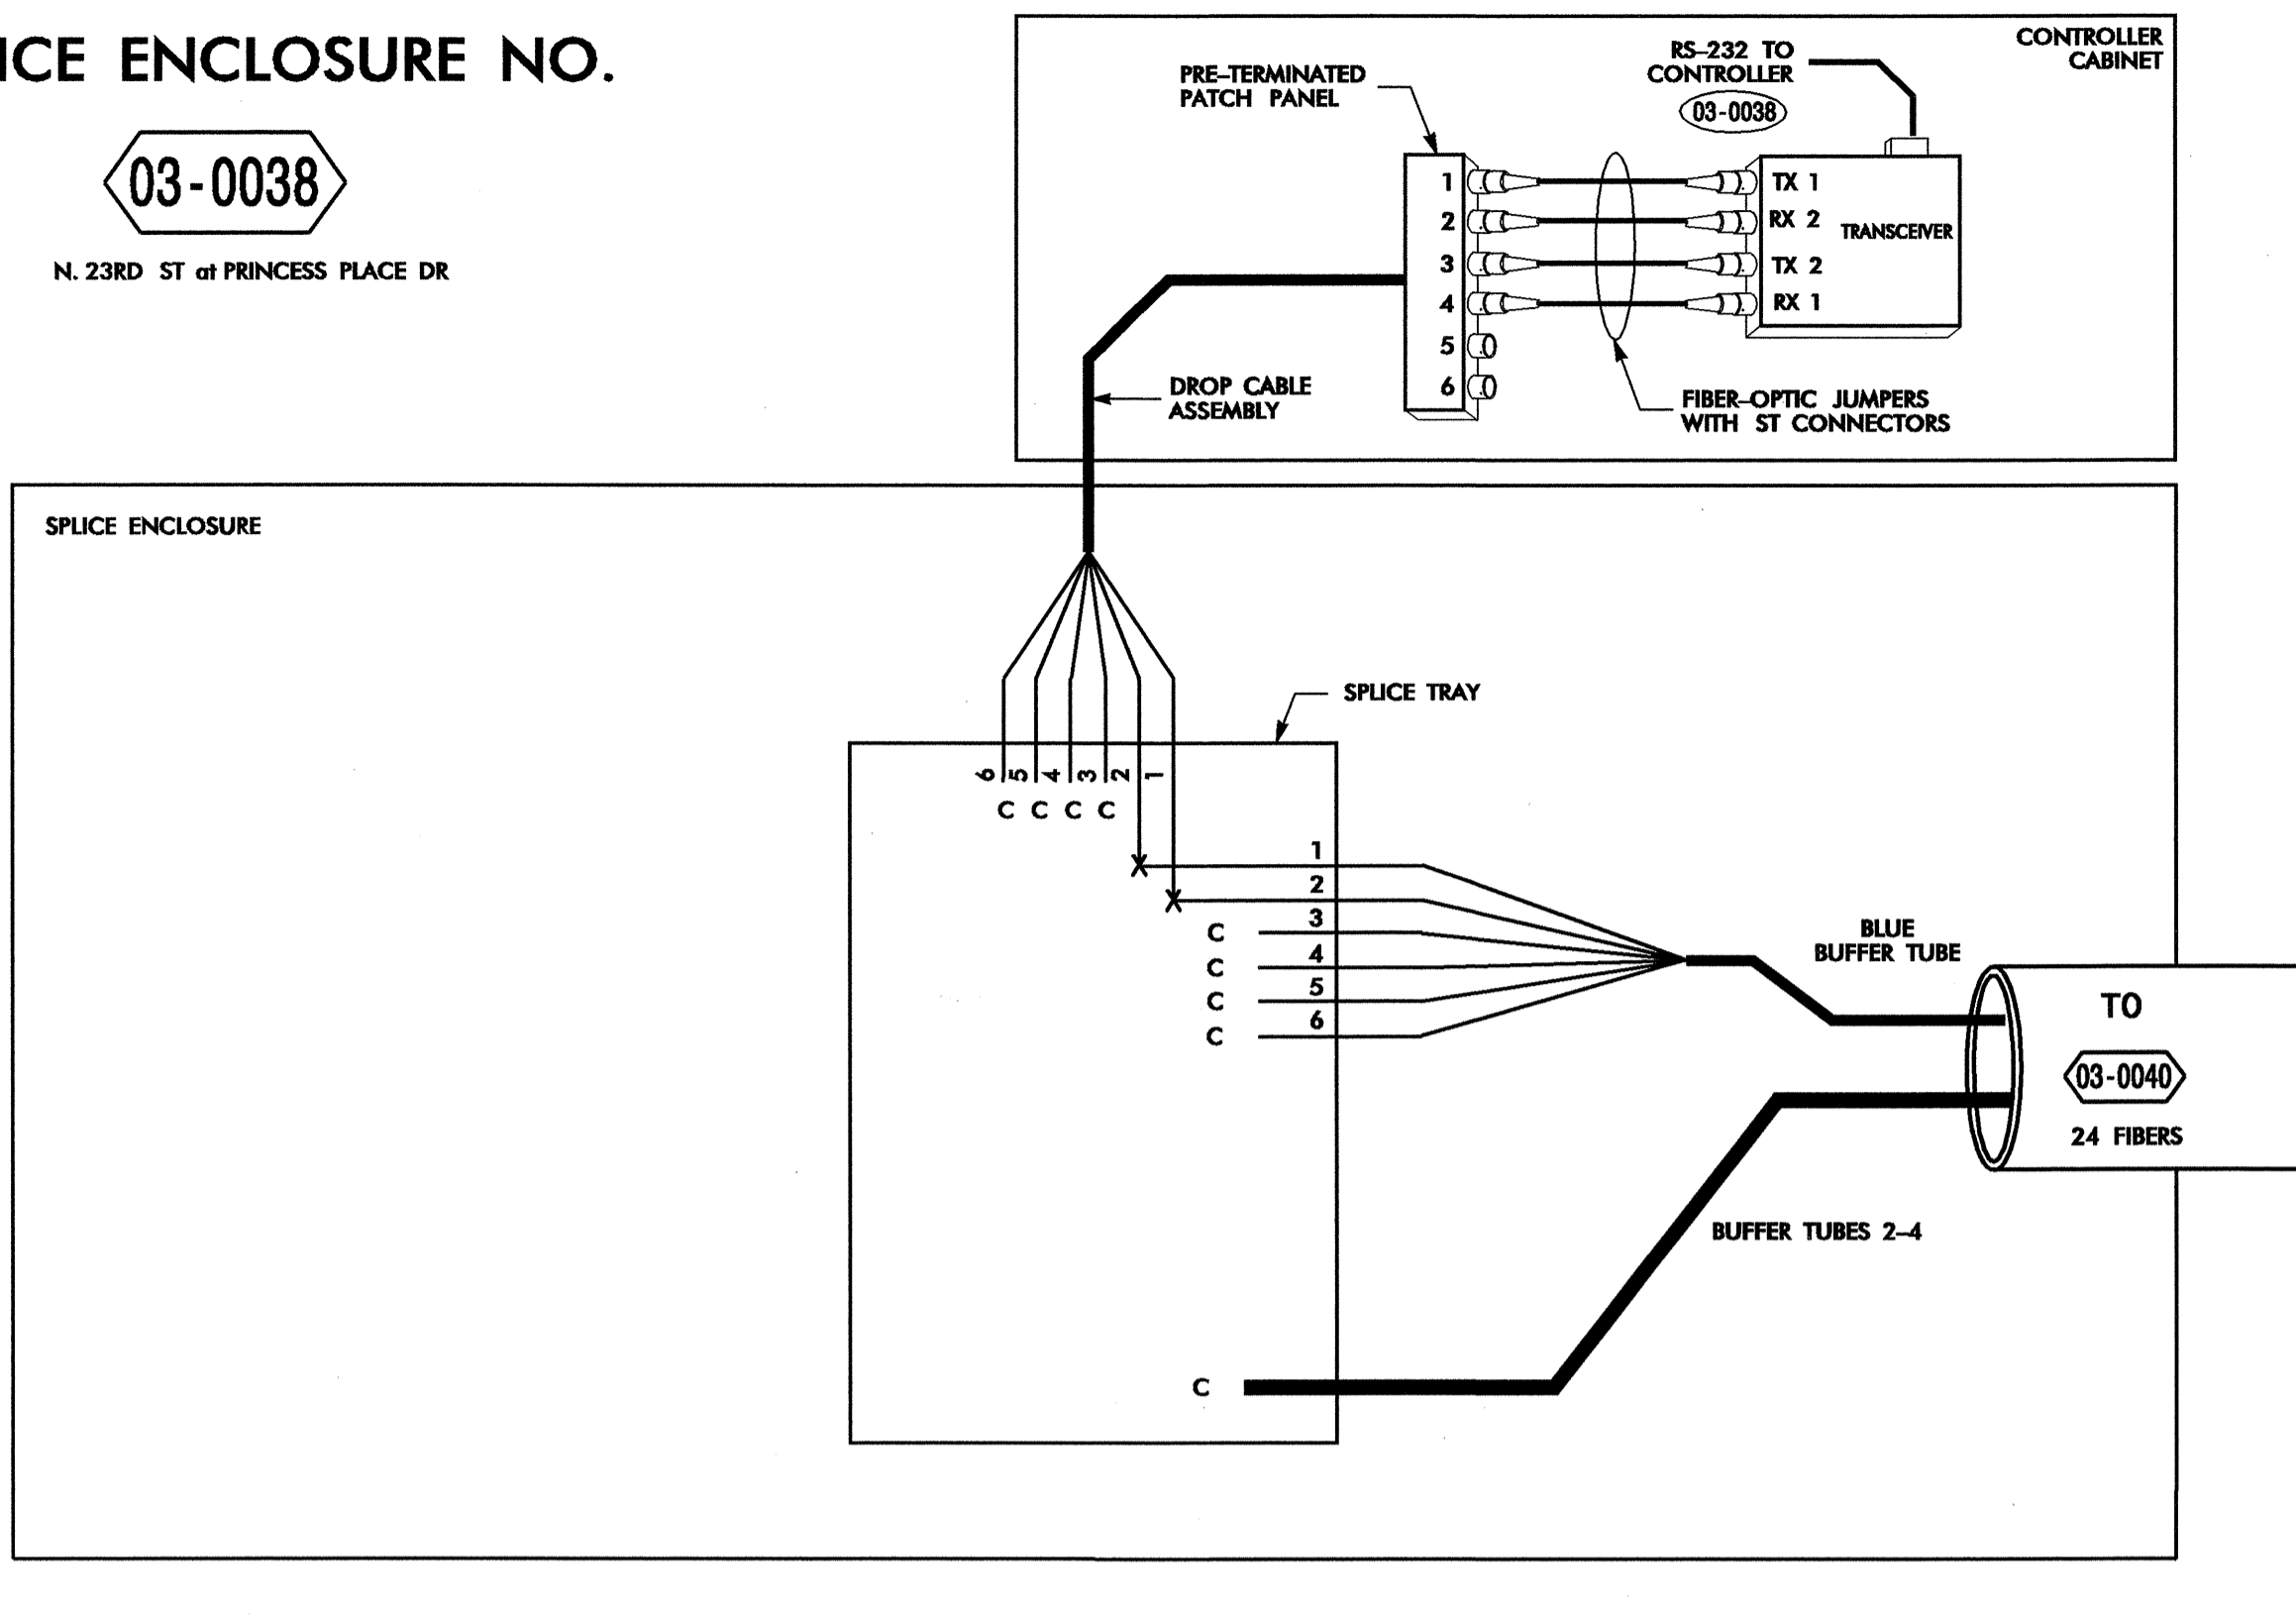 ICE ENCLOSURE NO.
03-0038
N. 23RD ST at PRINCESS PLACE DR
CONTROLLER
CABINET
RS-232 TO
CONTROLLER
03-0038
PRE-TERMINATED
PATCH PANEL
1
2
3
4
5
6
TX 1
RX 2
TX 2
RX 1
TRANSCEIVER
DROP CABLE
ASSEMBLY
FIBER-OPTIC JUMPERS
WITH ST CONNECTORS
SPLICE ENCLOSURE
SPLICE TRAY
6 5 4 3 2 1
C C C C
1
2
3
C
4
C
5
C
6
C
BLUE
BUFFER TUBE
TO
03-0040
24 FIBERS
BUFFER TUBES 2-4
C